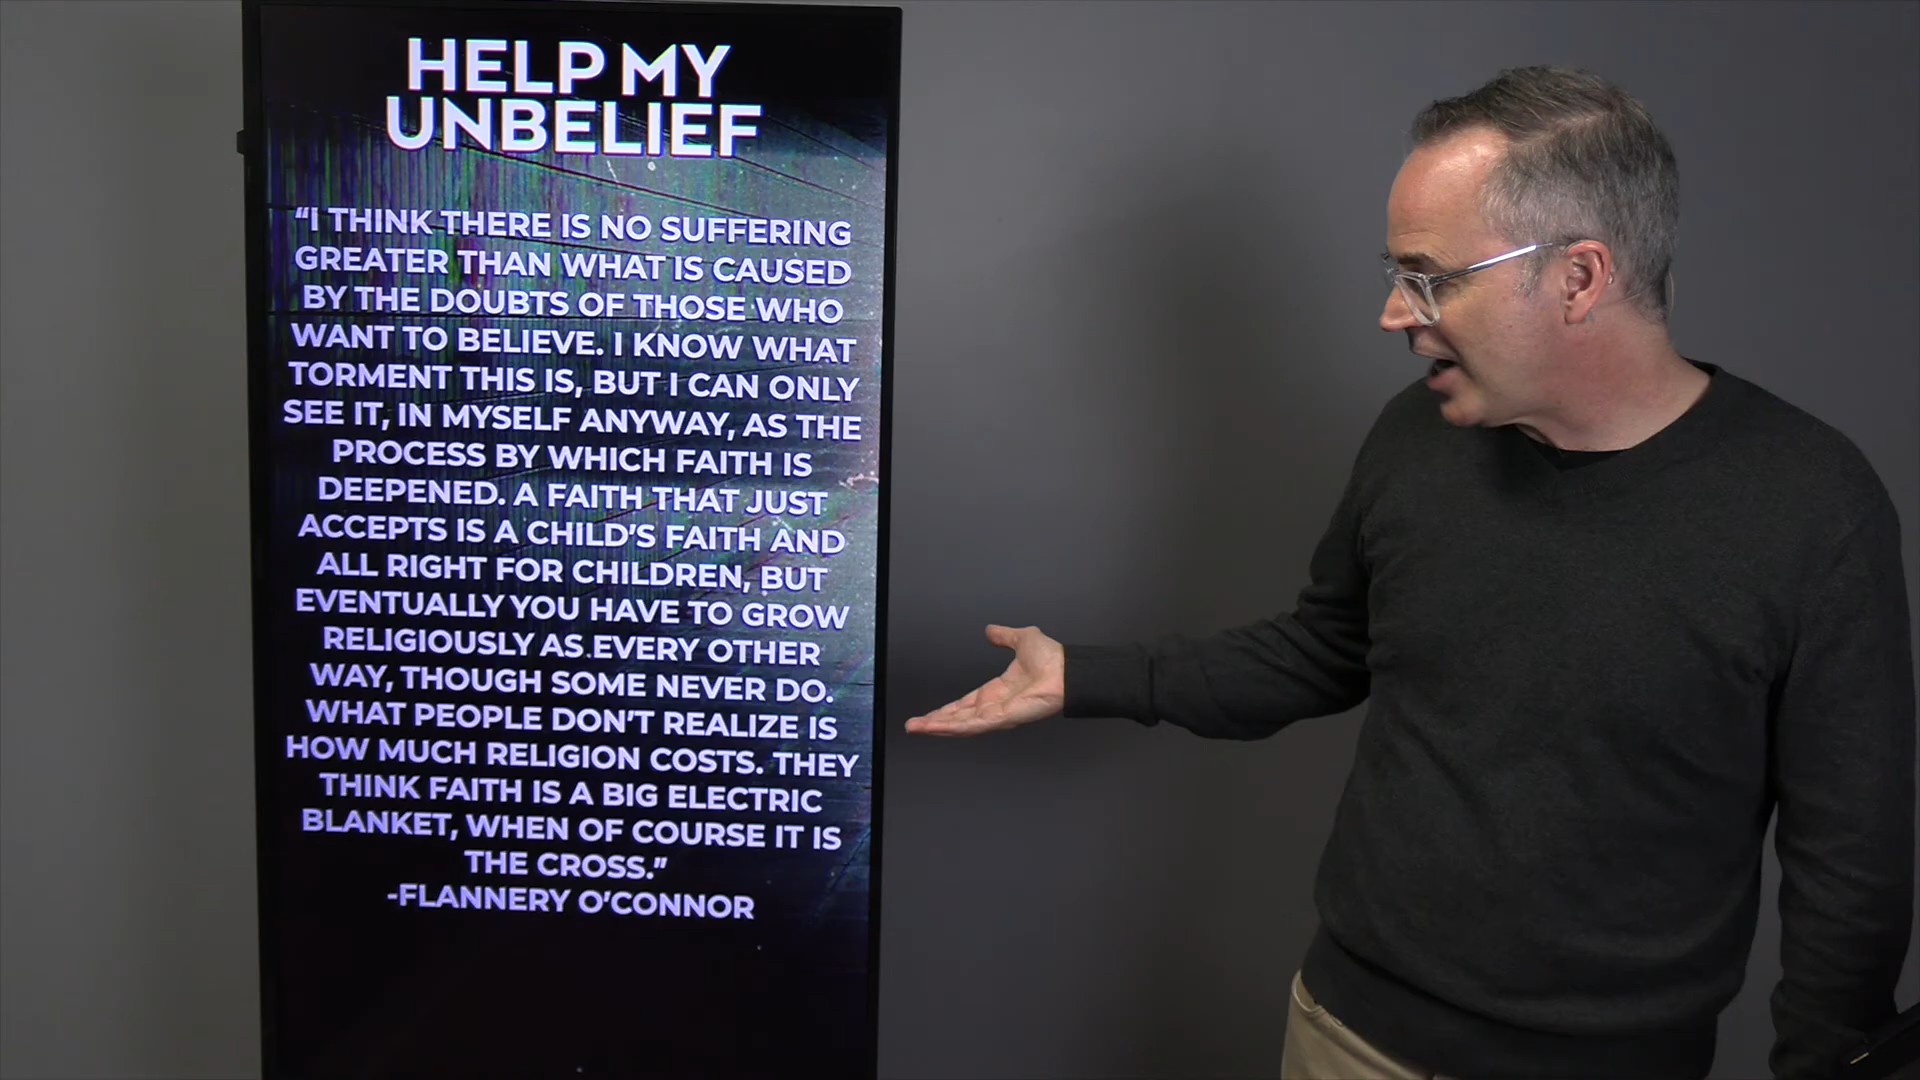 HELP MY
UNBELIEF
“I THINK THERE IS NO SUFFERING
GREATER THAN WHAT IS CAUSED
BY THE DOUBTS OF THOSE WHO
WANT TO BELIEVE. I KNOW WHAT
TORMENT THIS IS, BUT I CAN ONLY
SEE IT, IN MYSELF ANYWAY, AS THE
PROCESS BY WHICH FAITH IS
DEEPENED. A FAITH THAT JUST
ACCEPTS IS A CHILD’S FAITH AND
ALL RIGHT FOR CHILDREN, BUT
EVENTUALLY YOU HAVE TO GROW
RELIGIOUSLY AS EVERY OTHER
WAY, THOUGH SOME NEVER DO.
WHAT PEOPLE DON’T REALIZE IS
HOW MUCH RELIGION COSTS. THEY
THINK FAITH IS A BIG ELECTRIC
BLANKET, WHEN OF COURSE IT IS
THE CROSS.”
-FLANNERY O’CONNOR